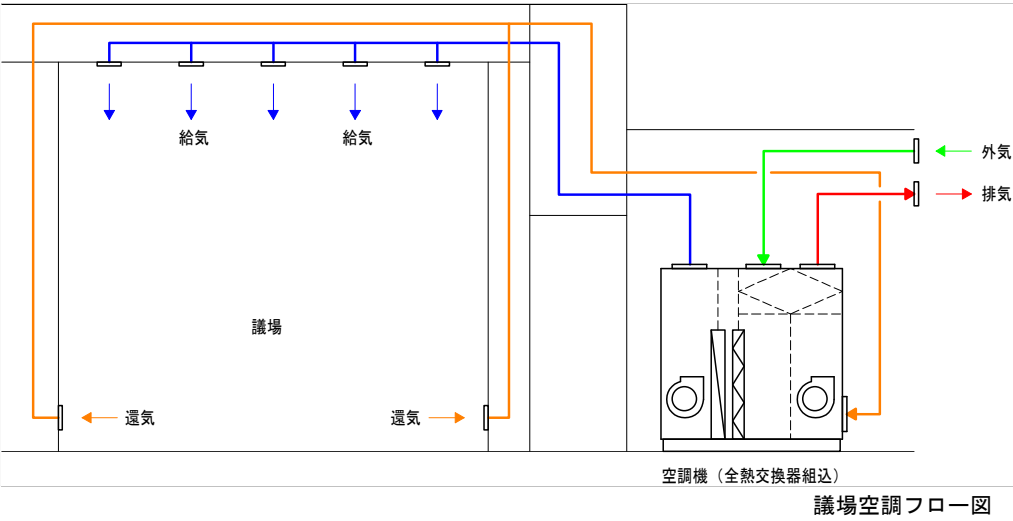 給気
給気
外気
排気
議場
還気
還気
空調機（全熱交換器組込）
議場空調フロー図